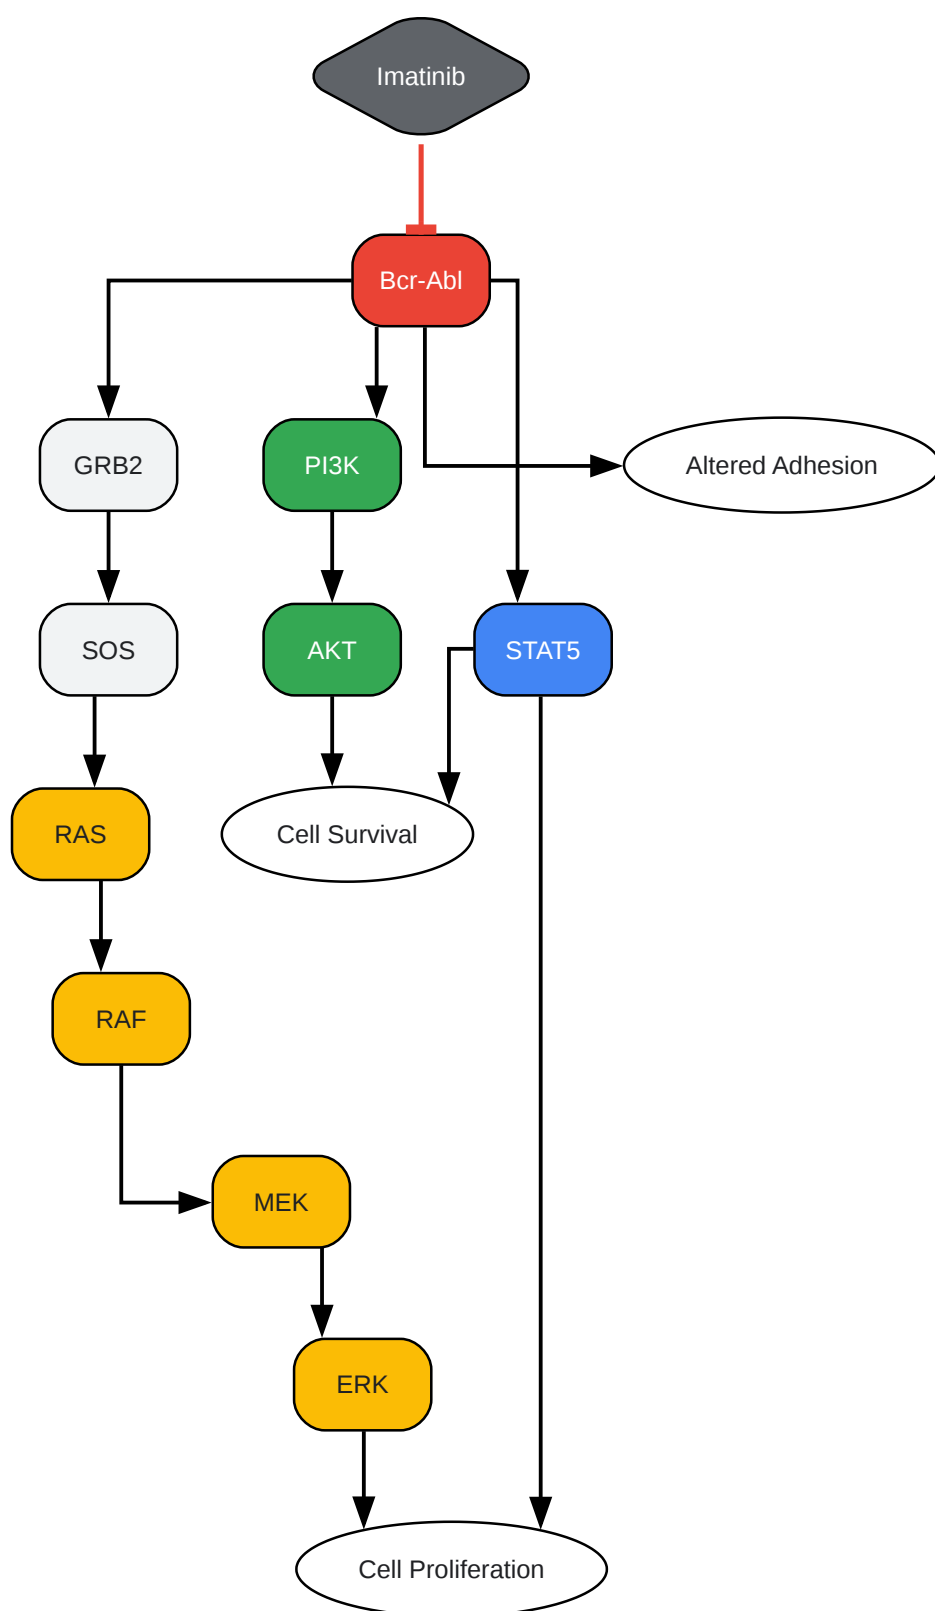 Imatinib
Bcr-Abl
GRB2
PI3K
Altered Adhesion
SOS
AKT
STAT5
RAS
Cell Survival
RAF
MEK
ERK
Cell Proliferation